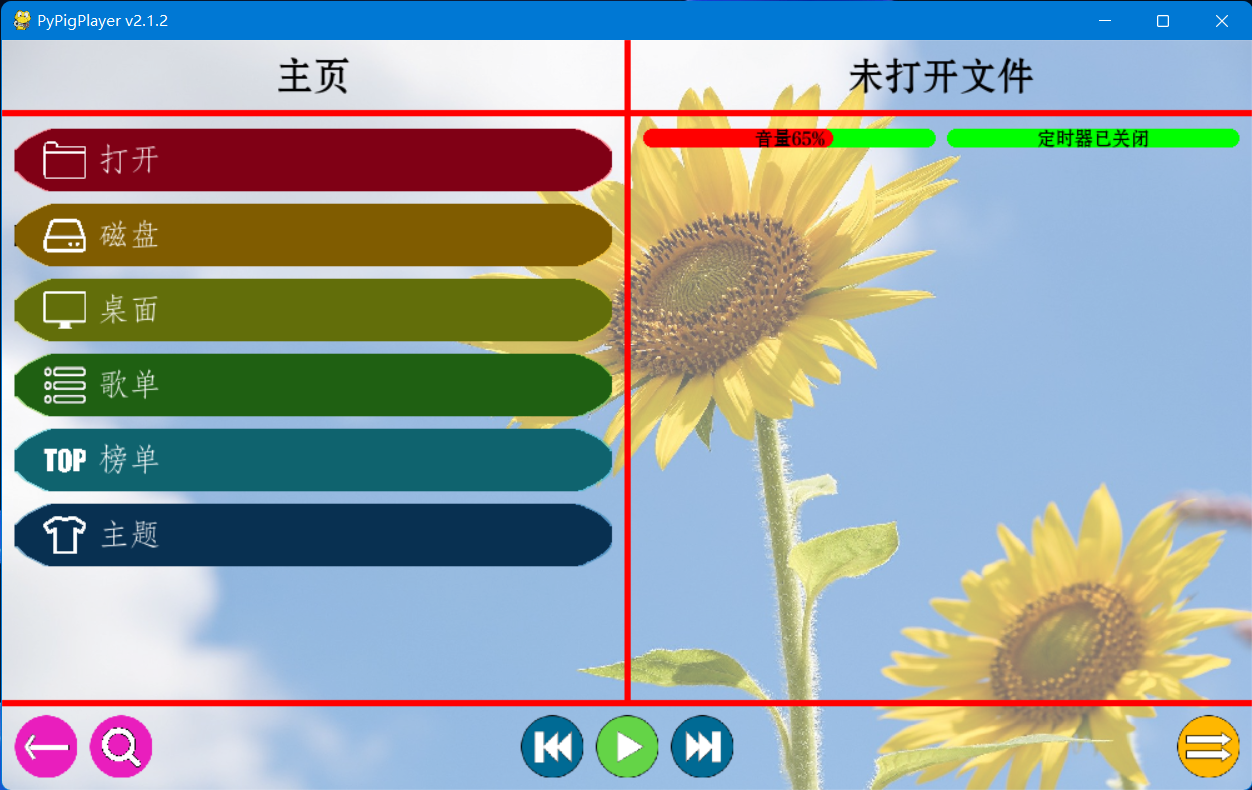 PyPigPlayer v2.1.2
主页
未打开文件
打开
磁盘
桌面
歌单
TOP 榜单
主题
音量65%
定时器已关闭